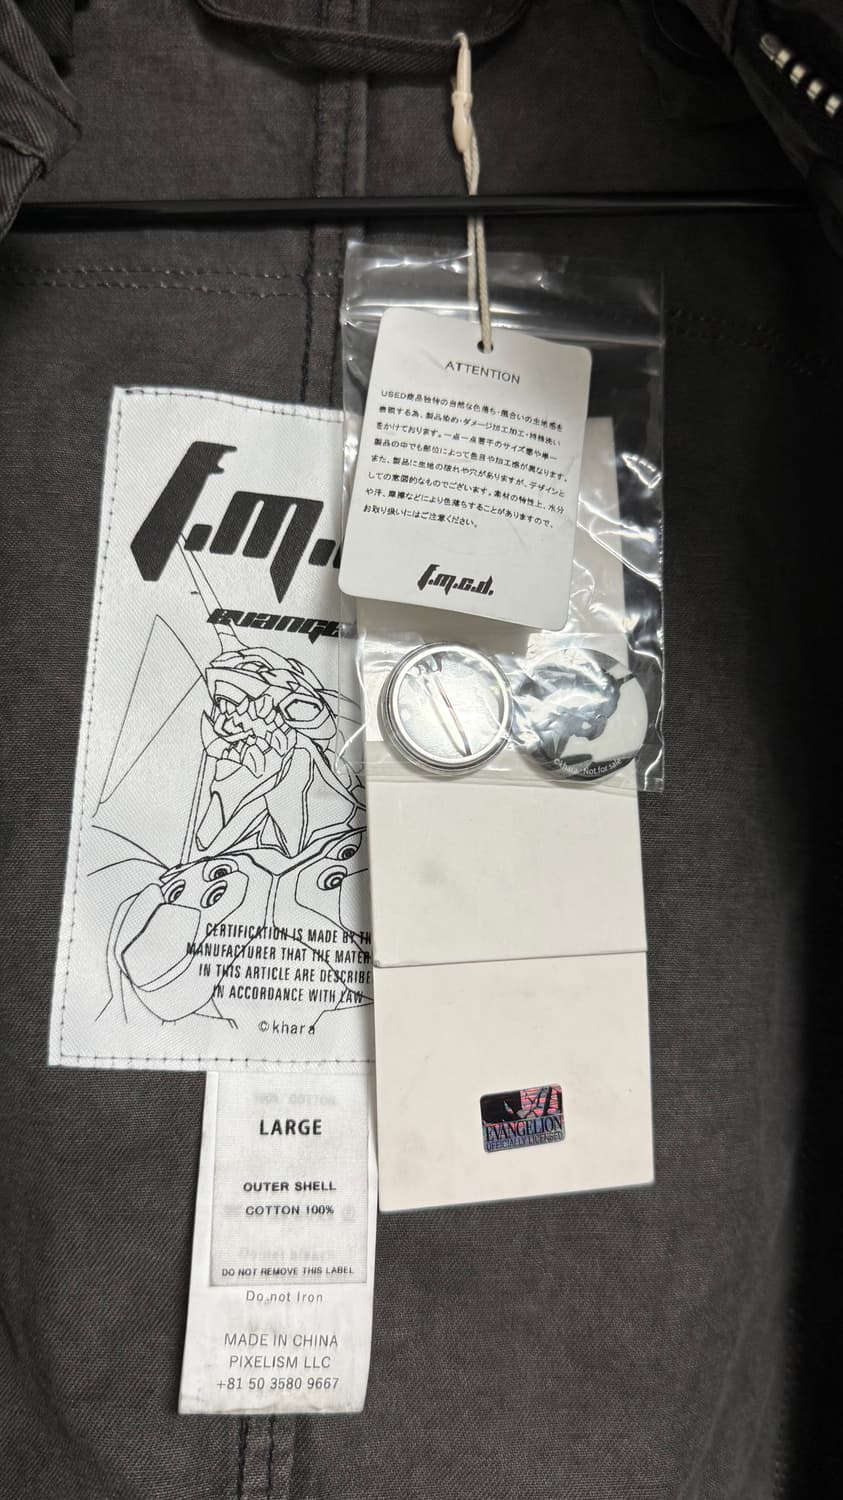 ATTENTION
USED商品独特の自然な色落ち・風合いの生地感を
表現する為、製品染め・ダメージ加工加工・特殊洗い
をかけております。一点一点若干のサイズ感や単一
製品の中でも部位によって色目や加工感が異なります。
また、製品に生地の破れや穴がありますが、デザインと
しての意図的なものでございます。素材の特性上、水分
や汗、摩擦などにより色落ちすることがありますので、
お取り扱いにはご注意ください。
f.m.c.d.
f.m.
EVANGE
©khara Not for sale
CERTIFICATION IS MADE BY TH
MANUFACTURER THAT THE MATER
IN THIS ARTICLE ARE DESCRIBE
IN ACCORDANCE WITH LAW
©khara
EVANGELION
OFFICIALLY LICENSED
LARGE
OUTER SHELL
COTTON 100%
DO NOT REMOVE THIS LABEL
Do not Iron
MADE IN CHINA
PIXELISM LLC
+81 50 3580 9667